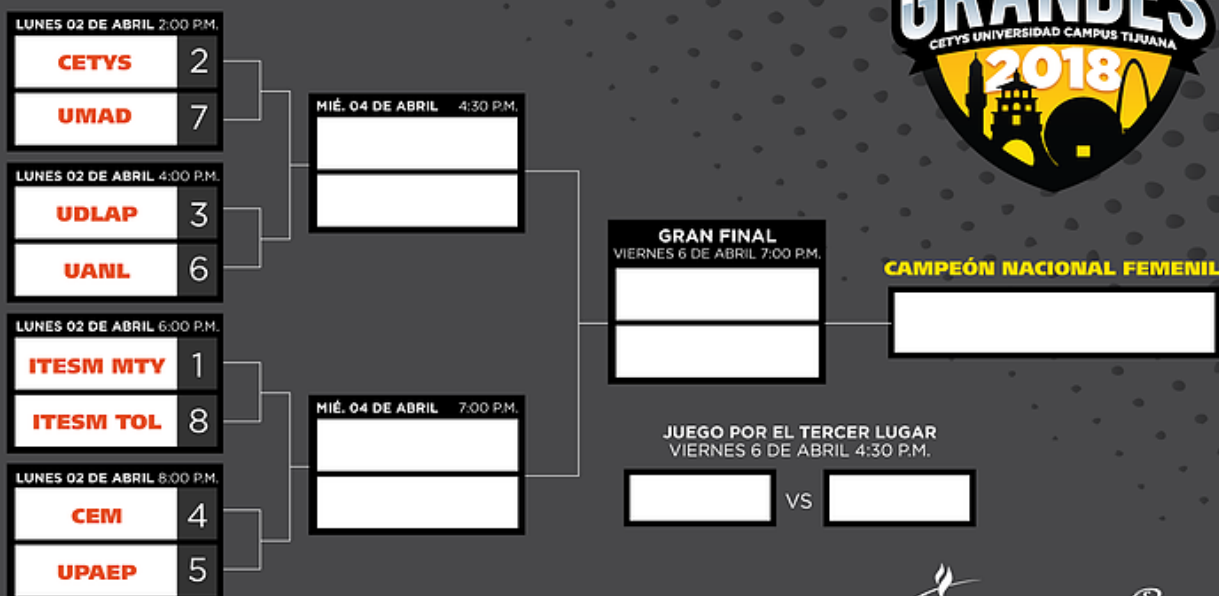 LUNES 02 DE ABRIL 2:00 P.M.
CETYS 2
UMAD 7
LUNES 02 DE ABRIL 4:00 P.M.
UDLAP 3
UANL 6
LUNES 02 DE ABRIL 6:00 P.M.
ITESM MTY 1
ITESM TOL 8
LUNES 02 DE ABRIL 8:00 P.M.
CEM 4
UPAEP 5
MIÉ. 04 DE ABRIL 4:30 P.M.
MIÉ. 04 DE ABRIL 7:00 P.M.
GRAN FINAL
VIERNES 6 DE ABRIL 7:00 P.M.
JUEGO POR EL TERCER LUGAR
VIERNES 6 DE ABRIL 4:30 P.M.
VS
GRANDES
CETYS UNIVERSIDAD CAMPUS TIJUANA
2018
CAMPEÓN NACIONAL FEMENIL